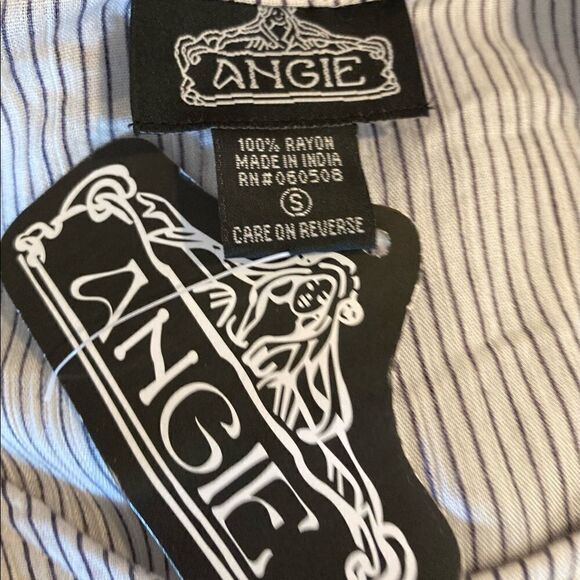 ANGIE
100% RAYON
MADE IN INDIA
RN#060508
S
CARE ON REVERSE
ANGIE